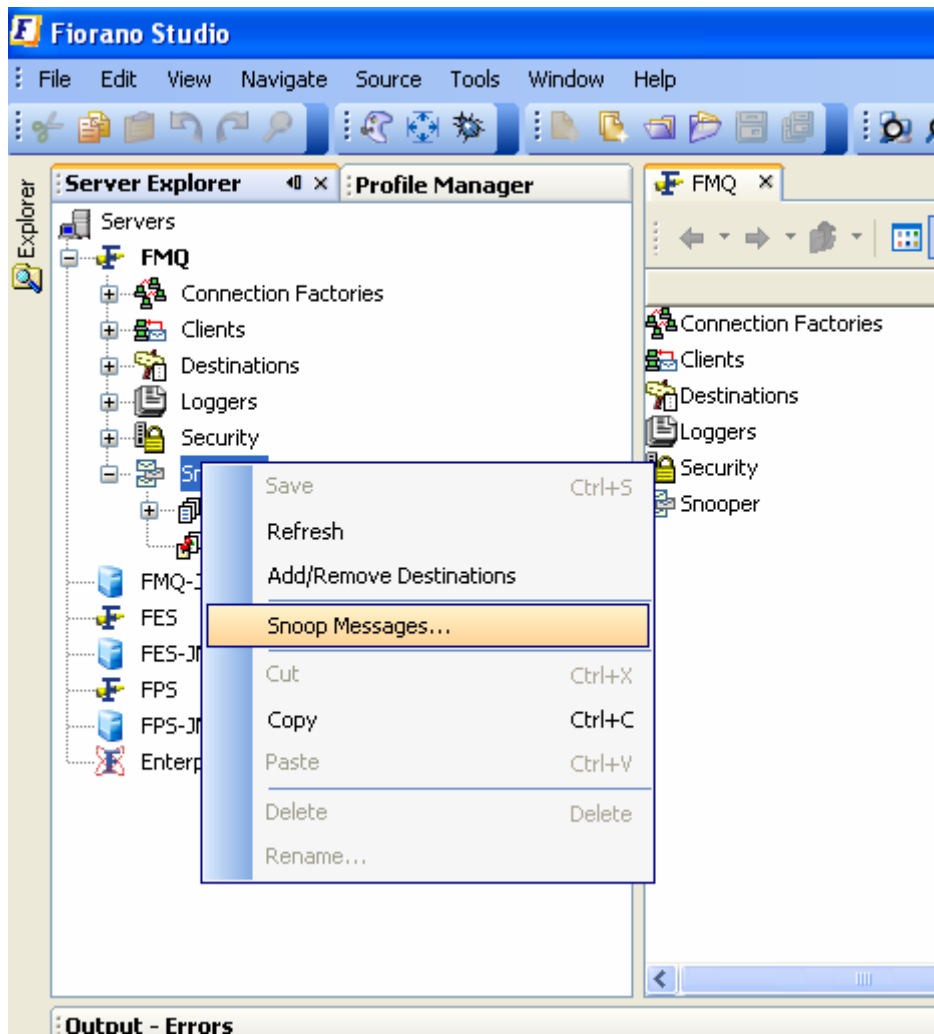 Fiorano Studio
File Edit View Navigate Source Tools Window Help
Explorer
Server Explorer
Profile Manager
FMQ
Servers
FMQ
Connection Factories
Clients
Destinations
Loggers
Security
Connection Factories
Clients
Destinations
Loggers
Security
Snooper
Save Ctrl+S
Refresh
Add/Remove Destinations
Snoop Messages...
Cut Ctrl+X
Copy Ctrl+C
Paste Ctrl+V
Delete Delete
Rename...
FES
FPS
Output - Errors